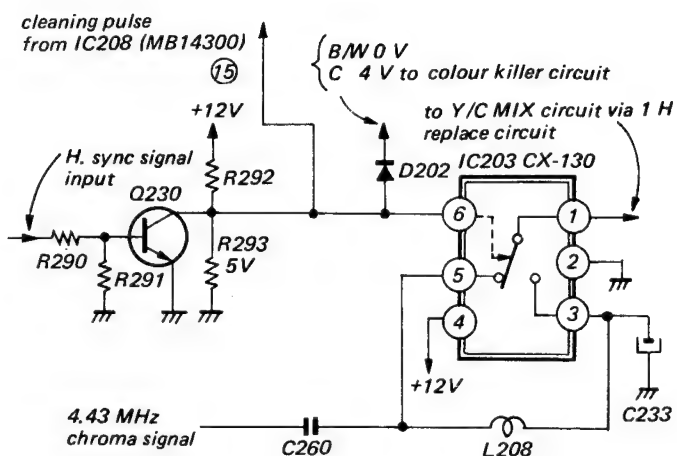 cleaning pulse
from IC208 (MB14300)
15
B/W 0 V
C 4 V to colour killer circuit
to Y/C MIX circuit via 1 H
replace circuit
+12V
H. sync signal
input
Q230
R292
D202
IC203 CX-130
6
1
R290
R291
R293
5V
5
2
4
3
+12V
C233
4.43 MHz
chroma signal
C260
L208